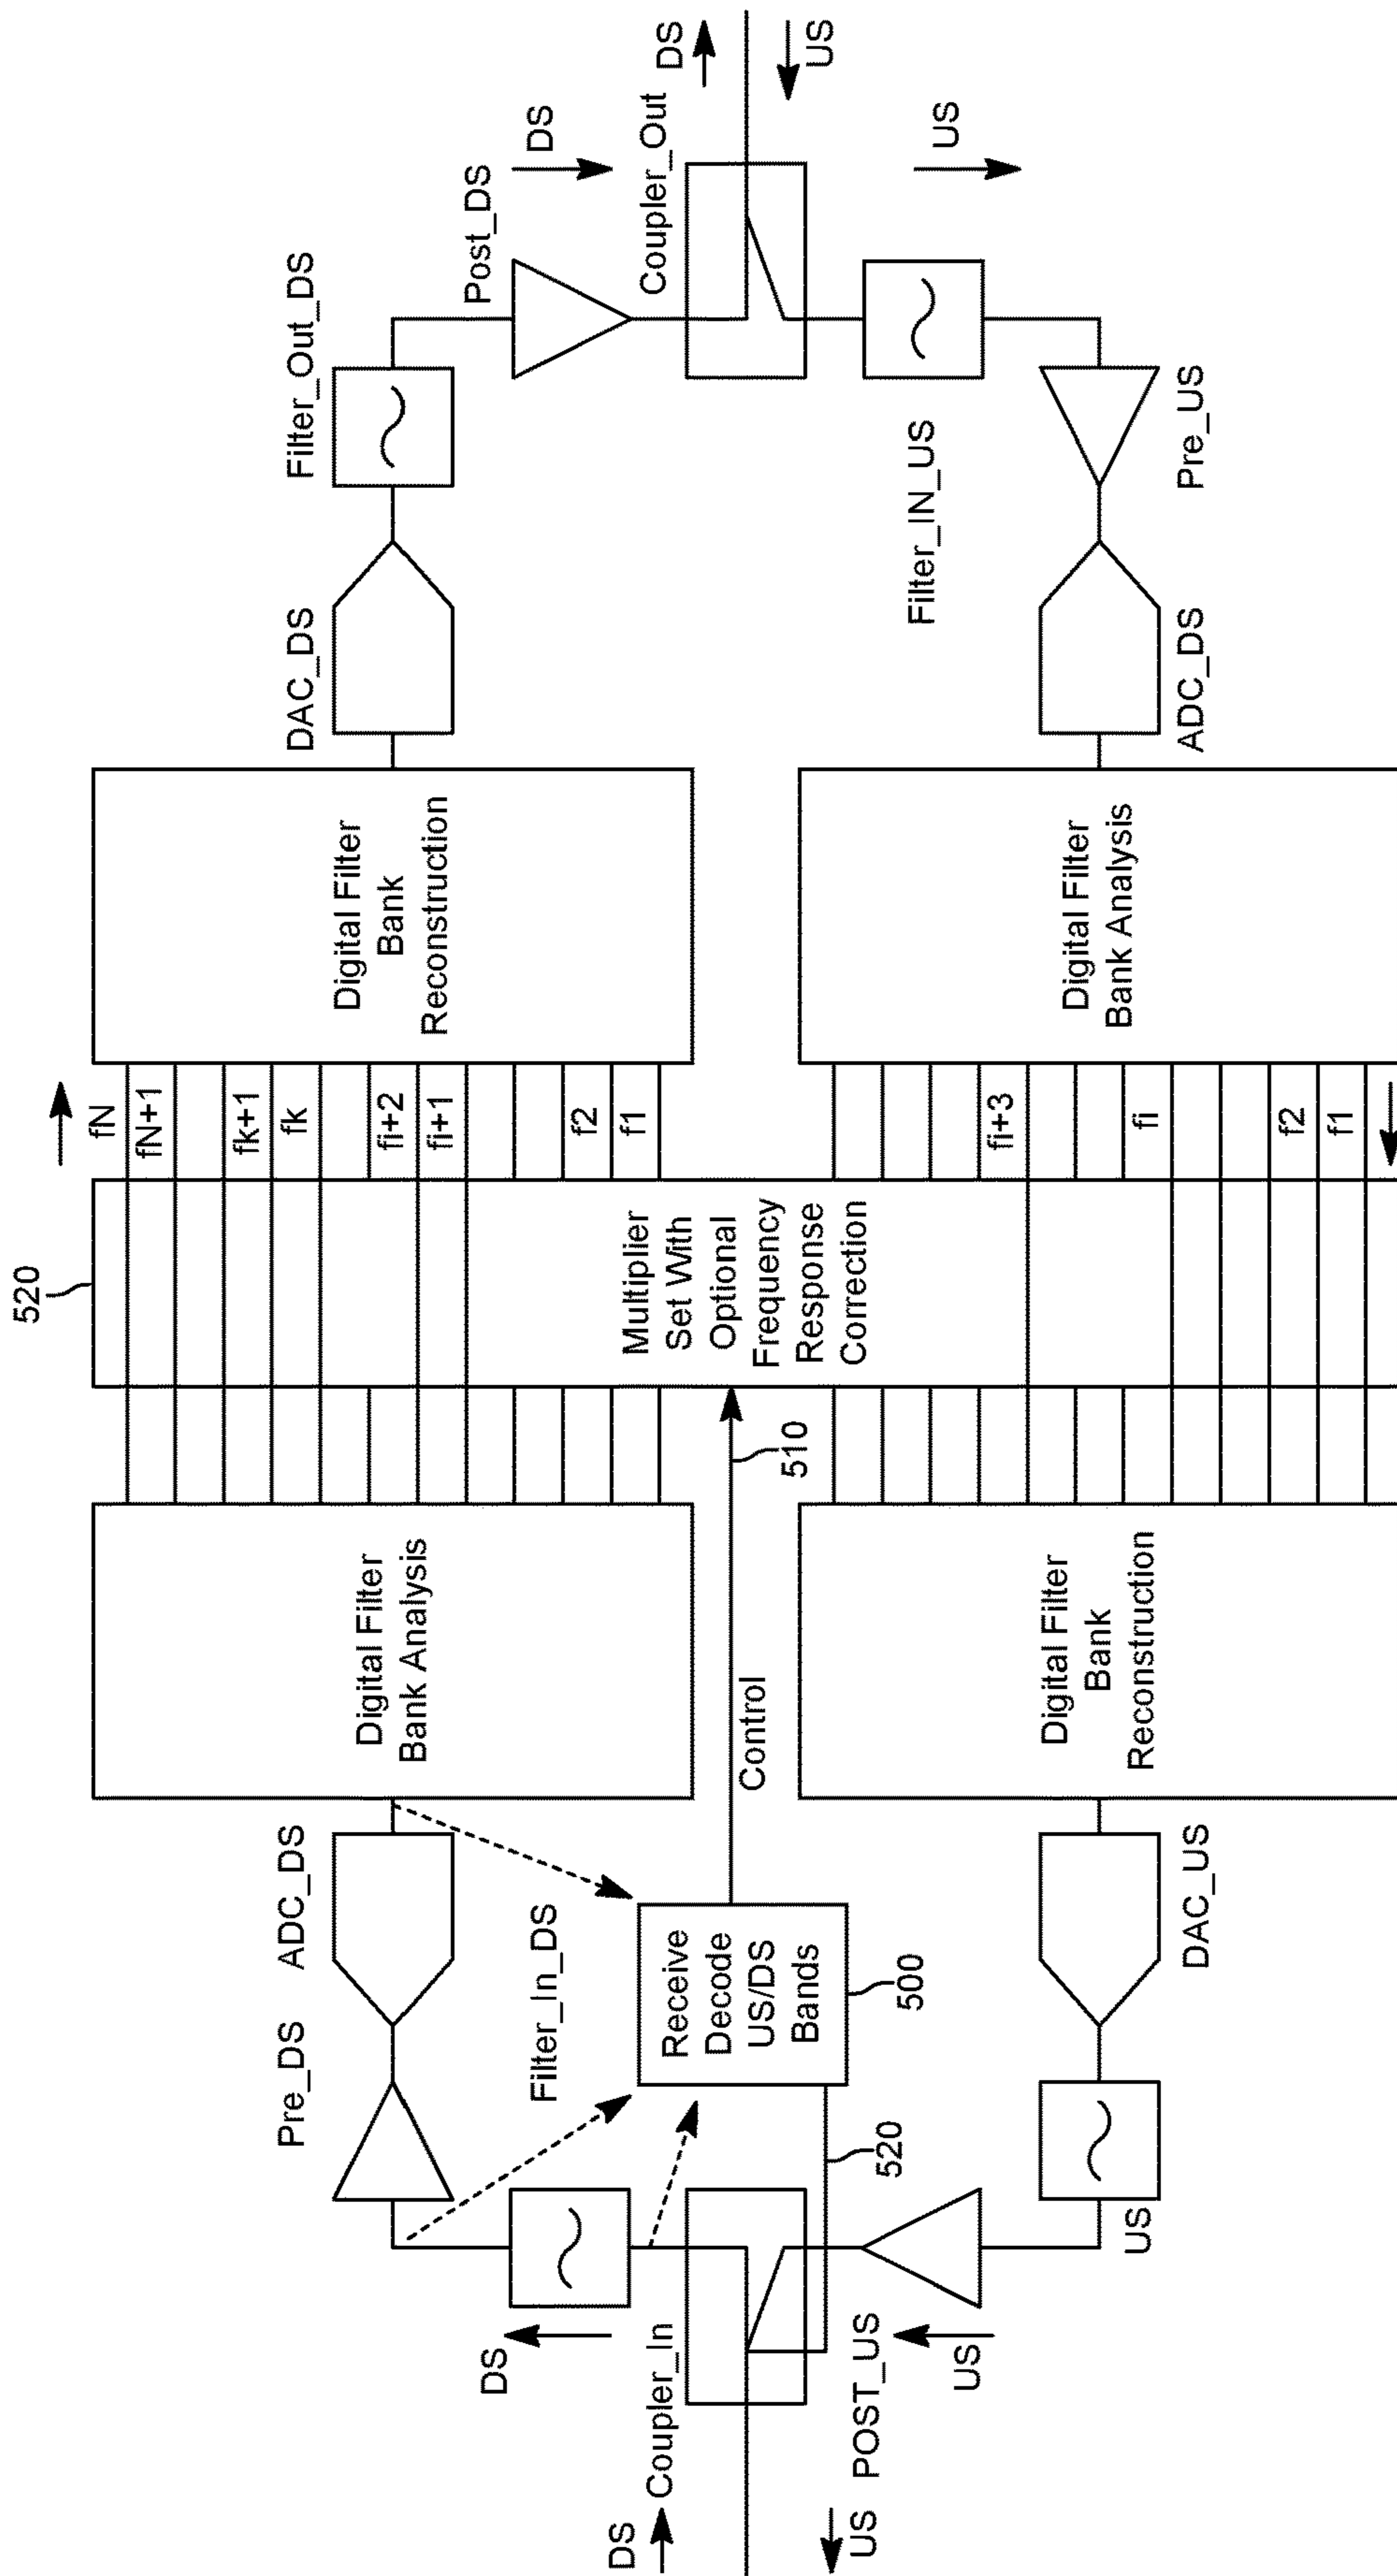 520
fN
fN+1
fk+1
fk
fi+2
fi+1
f2
f1
Digital Filter
Bank Analysis
Digital Filter
Bank
Reconstruction
Pre_DS
ADC_DS
DAC_DS
Filter_Out_DS
Post_DS
DS
Filter_In_DS
DS
Coupler_In
DS
US
POST_US
US
US
Receive
Decode
US/DS
Bands
500
520
Control
510
Multiplier
Set With
Optional
Frequency
Response
Correction
Coupler_Out
DS
US
US
Filter_IN_US
Pre_US
ADC_DS
DAC_US
Digital Filter
Bank
Reconstruction
Digital Filter
Bank Analysis
fi+3
fi
f2
f1